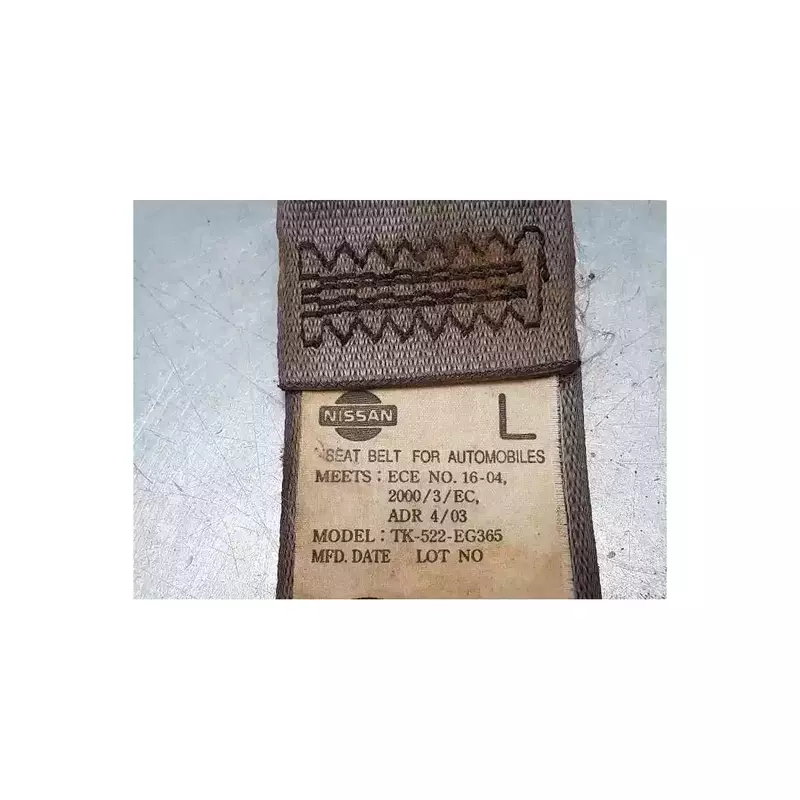 NISSAN
L
SEAT BELT FOR AUTOMOBILES
MEETS : ECE NO. 16-04,
2000/3/EC,
ADR 4/03
MODEL : TK-522-EG365
MFD. DATE LOT NO